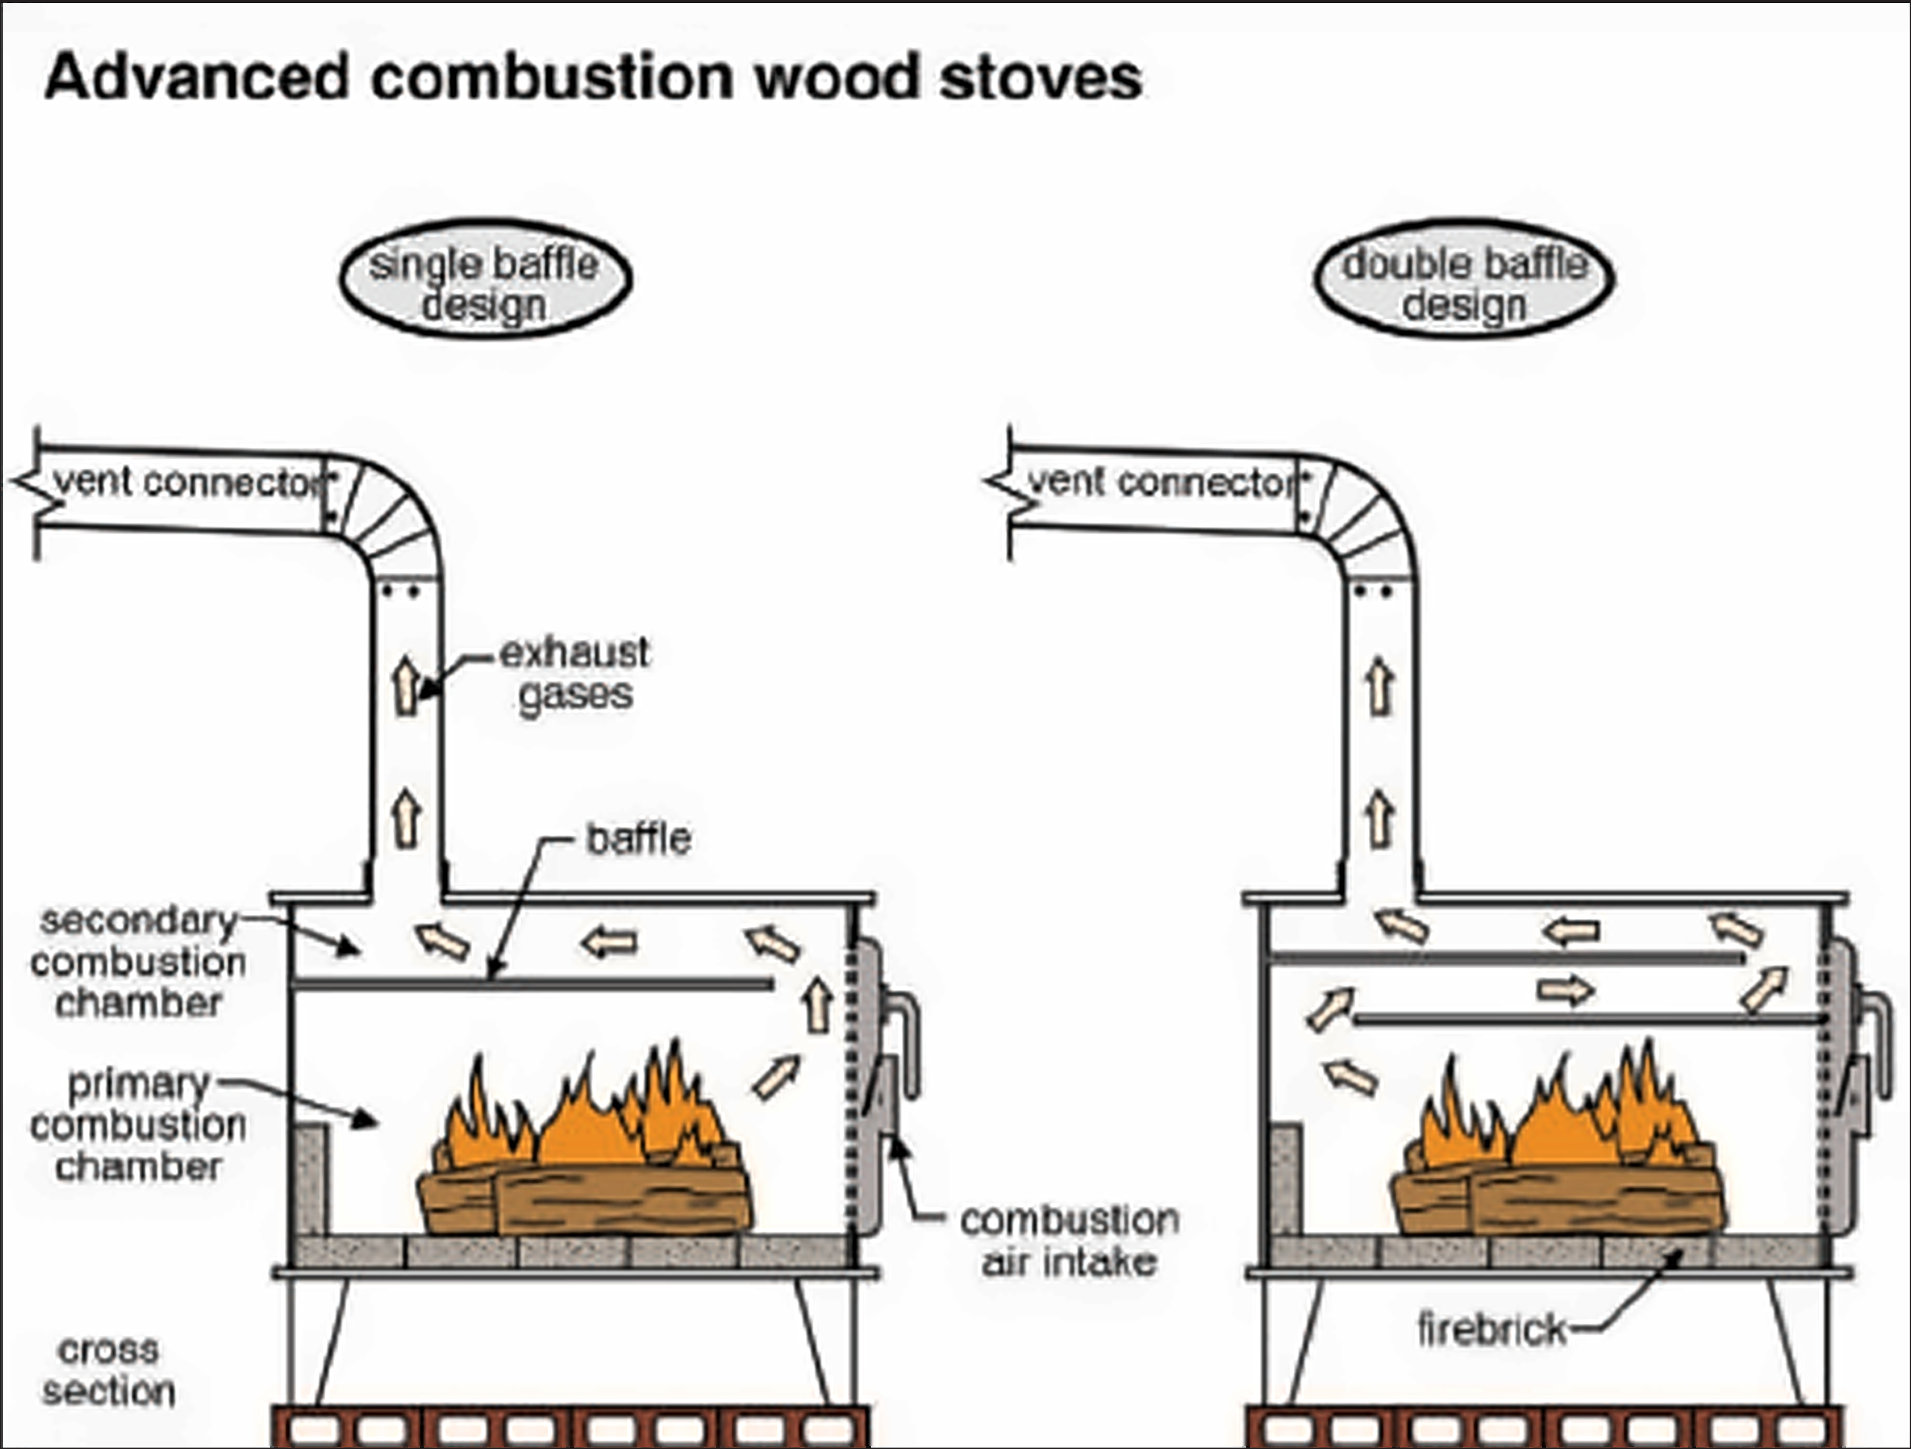 Advanced combustion wood stoves
single baffle
design
double baffle
design
vent connector
vent connector
exhaust
gases
baffle
secondary
combustion
chamber
primary
combustion
chamber
combustion
air intake
firebrick
cross
section